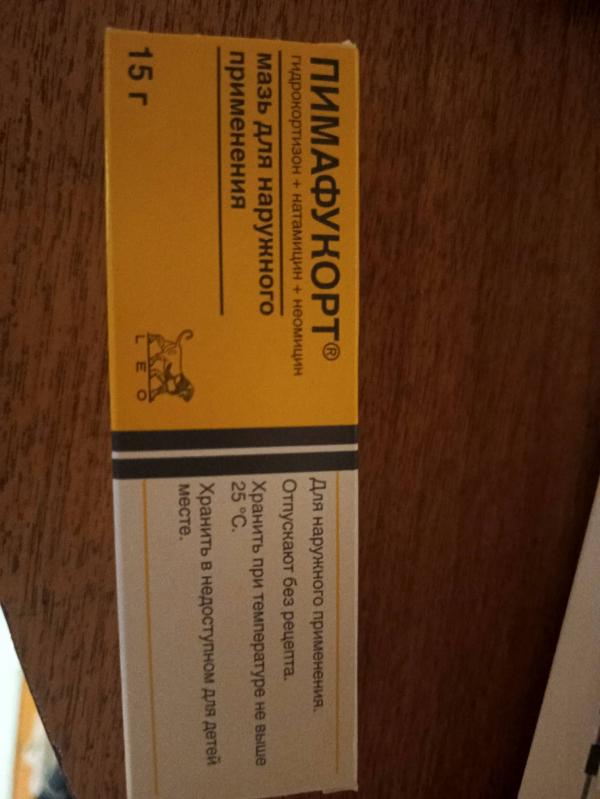 ПИМАФУКОРТ®
гидрокортизон + натамицин + неомицин
мазь для наружного
применения
15 г
LEO
Для наружного применения.
Отпускают без рецепта.
Хранить при температуре не выше
25 °C.
Хранить в недоступном для детей
месте.